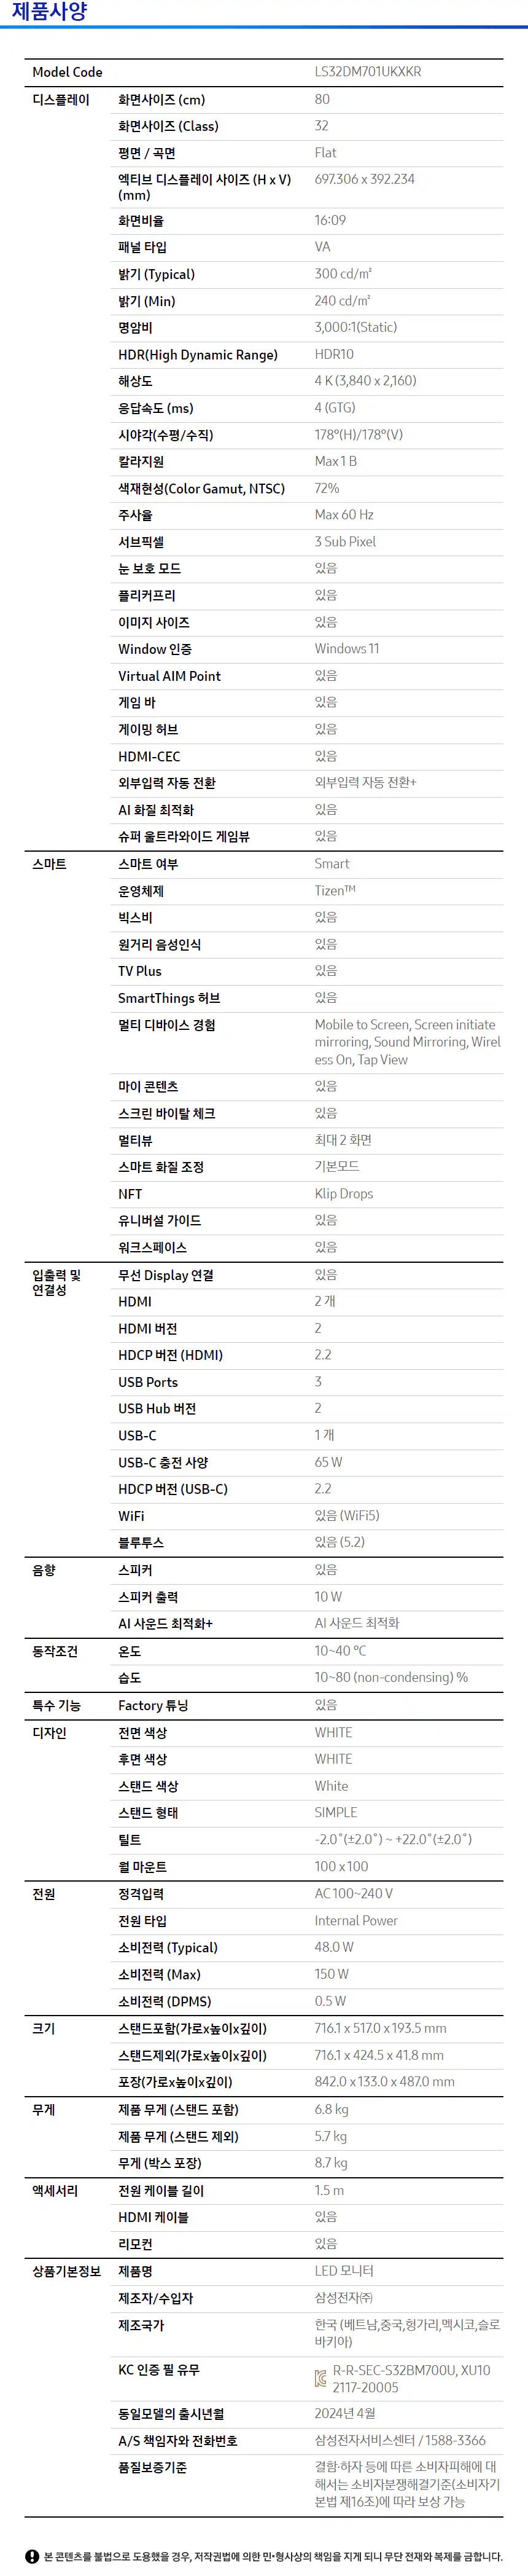 제품사양
Model Code LS32DM701UKXKR
디스플레이 화면사이즈 (cm) 80
화면사이즈 (Class) 32
평면 / 곡면 Flat
엑티브 디스플레이 사이즈 (H x V) 697.306 x 392.234
(mm)
화면비율 16:09
패널 타입 VA
밝기 (Typical) 300 cd/㎡
밝기 (Min) 240 cd/㎡
명암비 3,000:1(Static)
HDR(High Dynamic Range) HDR10
해상도 4 K (3,840 x 2,160)
응답속도 (ms) 4 (GTG)
시야각(수평/수직) 178°(H)/178°(V)
칼라지원 Max 1 B
색재현성(Color Gamut, NTSC) 72%
주사율 Max 60 Hz
서브픽셀 3 Sub Pixel
눈 보호 모드 있음
플리커프리 있음
이미지 사이즈 있음
Window 인증 Windows 11
Virtual AIM Point 있음
게임 바 있음
게이밍 허브 있음
HDMI-CEC 있음
외부입력 자동 전환 외부입력 자동 전환+
AI 화질 최적화 있음
슈퍼 울트라와이드 게임뷰 있음
스마트 스마트 여부 Smart
운영체제 Tizen™
빅스비 있음
원거리 음성인식 있음
TV Plus 있음
SmartThings 허브 있음
멀티 디바이스 경험 Mobile to Screen, Screen initiate
mirroring, Sound Mirroring, Wirel
ess On, Tap View
마이 콘텐츠 있음
스크린 바이탈 체크 있음
멀티뷰 최대 2 화면
스마트 화질 조정 기본모드
NFT Klip Drops
유니버설 가이드 있음
워크스페이스 있음
입출력 및 무선 Display 연결 있음
연결성
HDMI 2 개
HDMI 버전 2
HDCP 버전 (HDMI) 2.2
USB Ports 3
USB Hub 버전 2
USB-C 1 개
USB-C 충전 사양 65 W
HDCP 버전 (USB-C) 2.2
WiFi 있음 (WiFi5)
블루투스 있음 (5.2)
음향 스피커 있음
스피커 출력 10 W
AI 사운드 최적화+ AI 사운드 최적화
동작조건 온도 10~40 ℃
습도 10~80 (non-condensing) %
특수 기능 Factory 튜닝 있음
디자인 전면 색상 WHITE
후면 색상 WHITE
스탠드 색상 White
스탠드 형태 SIMPLE
틸트 -2.0˚(±2.0˚) ~ +22.0˚(±2.0˚)
월 마운트 100 x 100
전원 정격입력 AC 100~240 V
전원 타입 Internal Power
소비전력 (Typical) 48.0 W
소비전력 (Max) 150 W
소비전력 (DPMS) 0.5 W
크기 스탠드포함(가로x높이x깊이) 716.1 x 517.0 x 193.5 mm
스탠드제외(가로x높이x깊이) 716.1 x 424.5 x 41.8 mm
포장(가로x높이x깊이) 842.0 x 133.0 x 487.0 mm
무게 제품 무게 (스탠드 포함) 6.8 kg
제품 무게 (스탠드 제외) 5.7 kg
무게 (박스 포장) 8.7 kg
액세서리 전원 케이블 길이 1.5 m
HDMI 케이블 있음
리모컨 있음
상품기본정보 제품명 LED 모니터
제조자/수입자 삼성전자㈜
제조국가 한국 (베트남,중국,헝가리,멕시코,슬로
바키아)
KC 인증 필 유무 R-R-SEC-S32BM700U, XU10
2117-20005
동일모델의 출시년월 2024년 4월
A/S 책임자와 전화번호 삼성전자서비스센터 / 1588-3366
품질보증기준 결함·하자 등에 따른 소비자피해에 대
해서는 소비자분쟁해결기준(소비자기
본법 제16조)에 따라 보상 가능
본 콘텐츠를 불법으로 도용했을 경우, 저작권법에 의한 민•형사상의 책임을 지게 되니 무단 전재와 복제를 금합니다.